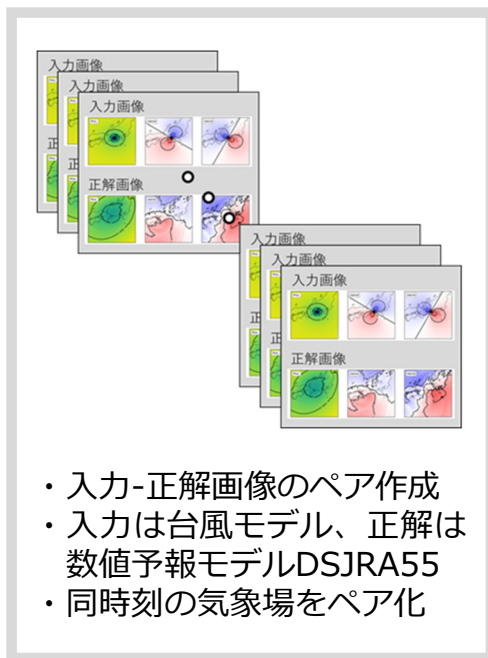 入力画像
入力画像
入力画像
正
正
正解画像
入力画像
入力画像
入力画像
正
正
正解画像
・入力-正解画像のペア作成
・入力は台風モデル、正解は
数値予報モデルDSJRA55
・同時刻の気象場をペア化